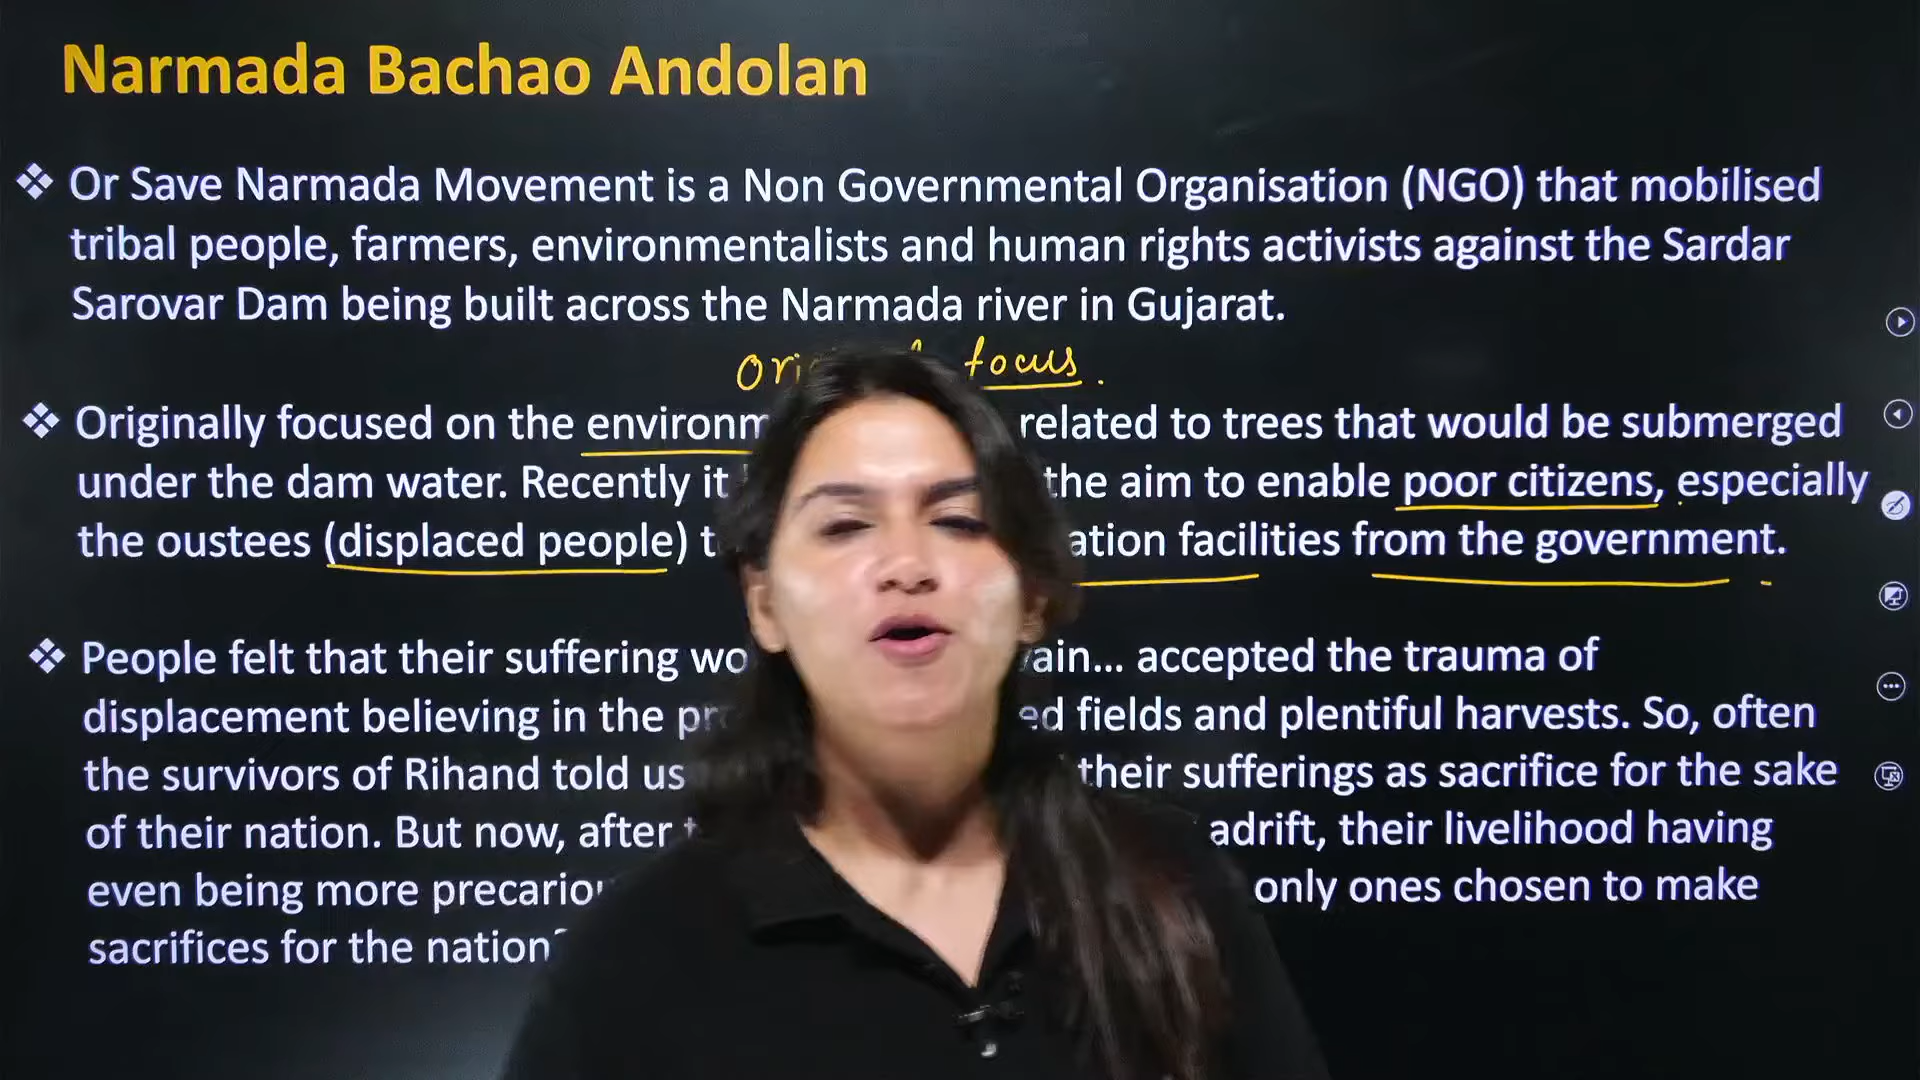 Narmada Bachao Andolan
❖ Or Save Narmada Movement is a Non Governmental Organisation (NGO) that mobilised
tribal people, farmers, environmentalists and human rights activists against the Sardar
Sarovar Dam being built across the Narmada river in Gujarat.
focus.
❖ Originally focused on the related to trees that would be submerged
under the dam water. Recently it the aim to enable poor citizens, especially
the oustees (displaced people) facilities from the government.
❖ People felt that their suffering accepted the trauma of
displacement believing in the fields and plentiful harvests. So, often
the survivors of Rihand told us their sufferings as sacrifice for the sake
of their nation. But now, after adrift, their livelihood having
even being more only ones chosen to make
sacrifices for the nation?